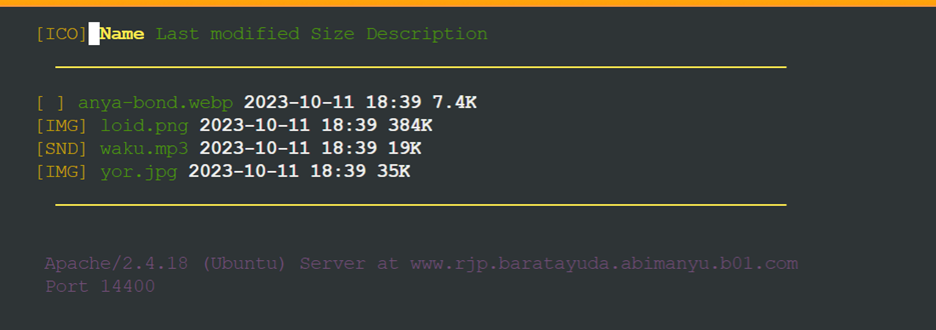 [ICO] Name Last modified Size Description
[ ] anya-bond.webp 2023-10-11 18:39 7.4K
[IMG] loid.png 2023-10-11 18:39 384K
[SND] waku.mp3 2023-10-11 18:39 19K
[IMG] yor.jpg 2023-10-11 18:39 35K
Apache/2.4.18 (Ubuntu) Server at www.rjp.baratayuda.abimanyu.b01.com
Port 14400